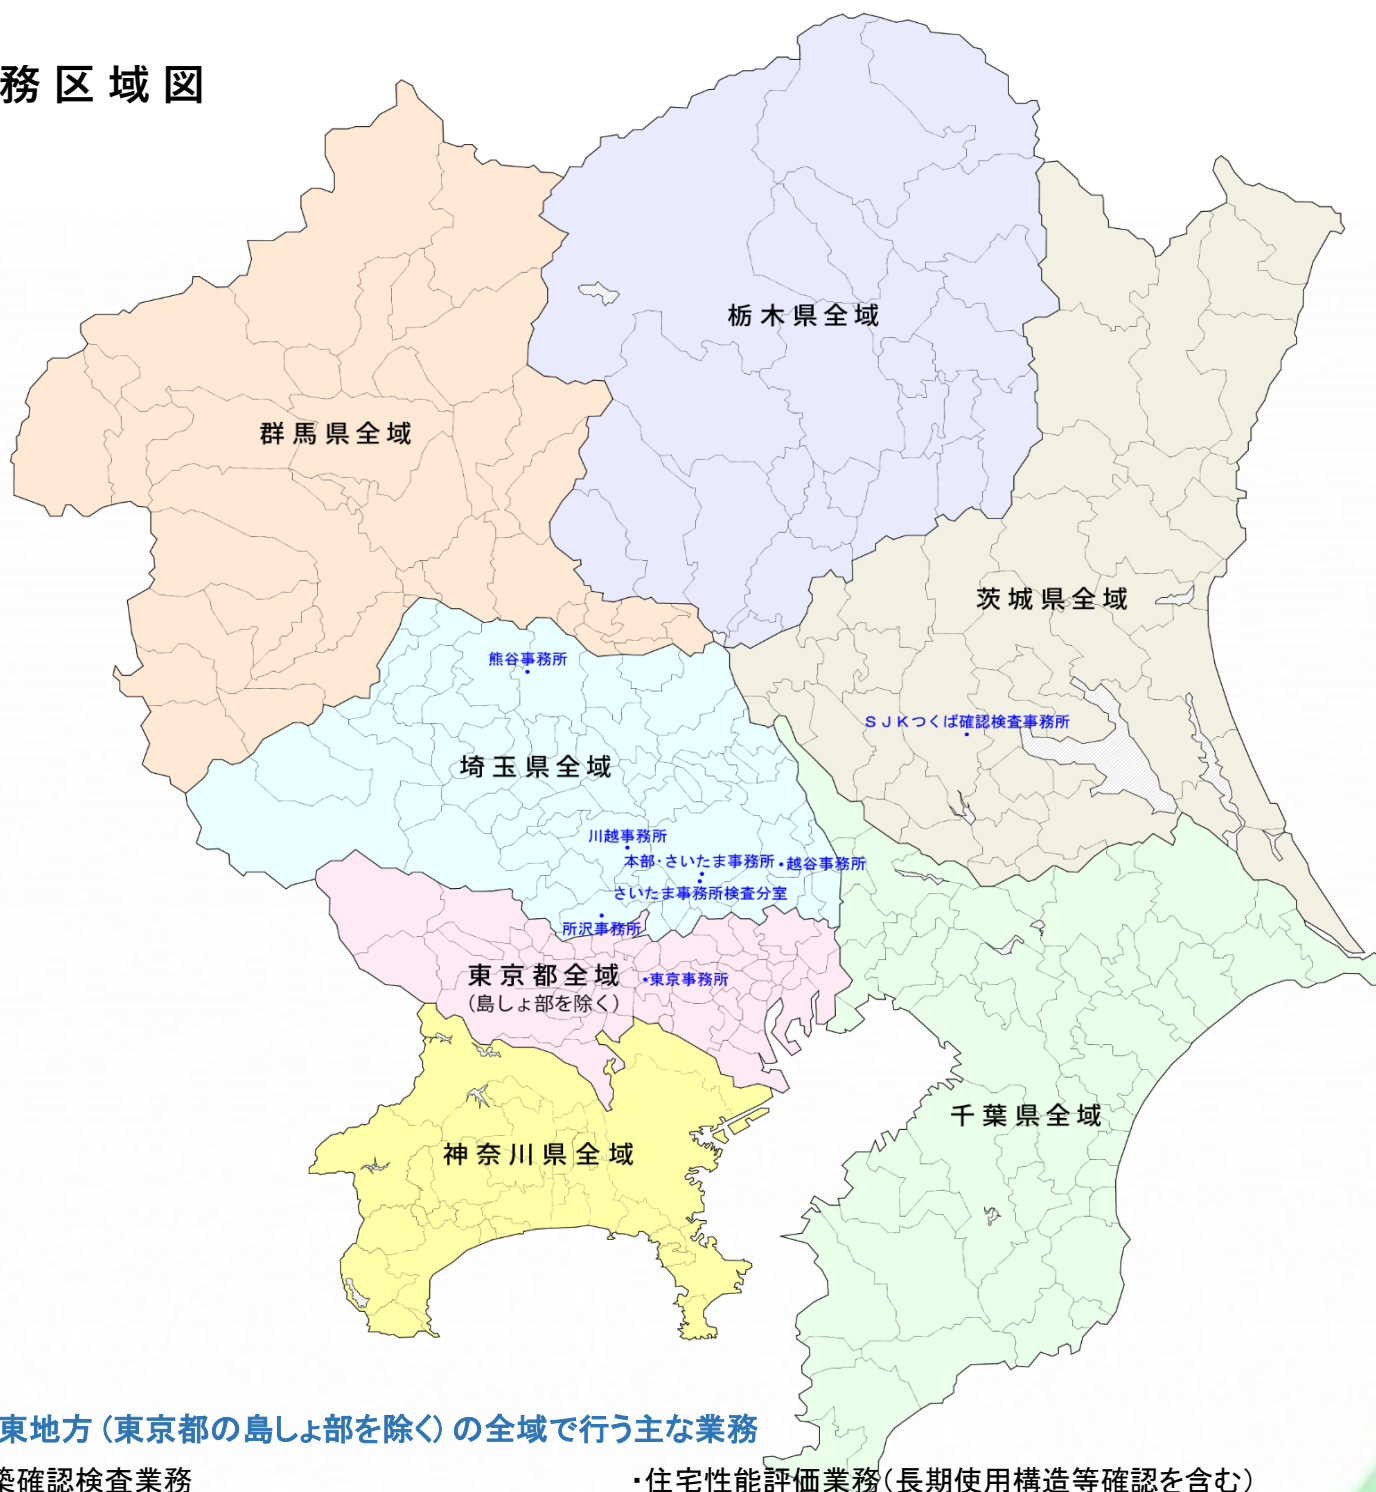 務区域図
栃木県全域
群馬県全域
茨城県全域
熊谷事務所
SJKつくば確認検査事務所
埼玉県全域
川越事務所
本部・さいたま事務所
・越谷事務所
さいたま事務所検査分室
所沢事務所
東京都全域
(島しょ部を除く)
・東京事務所
千葉県全域
神奈川県全域
東地方(東京都の島しょ部を除く)の全域で行う主な業務
築確認検査業務
・住宅性能評価業務(長期使用構造等確認を含む)